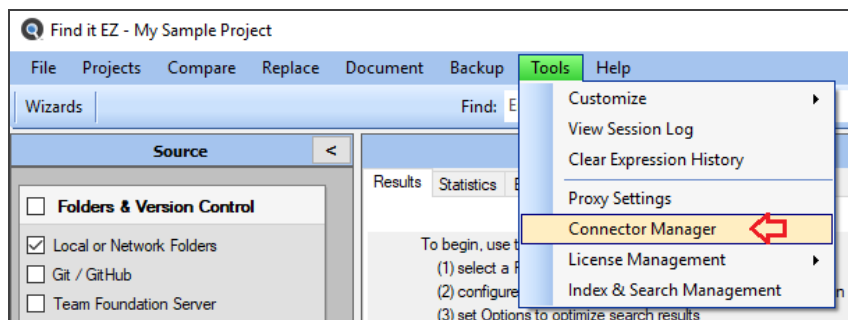 Find it EZ - My Sample Project
File Projects Compare Replace Document Backup Tools Help
Wizards
Find: E
Customize
View Session Log
Clear Expression History
Proxy Settings
Connector Manager
License Management
Index & Search Management
Source <
Folders & Version Control
Local or Network Folders
Git / GitHub
Team Foundation Server
Results Statistics
To begin, use
(1) select a
(2) configure
(3) set Options to optimize search results